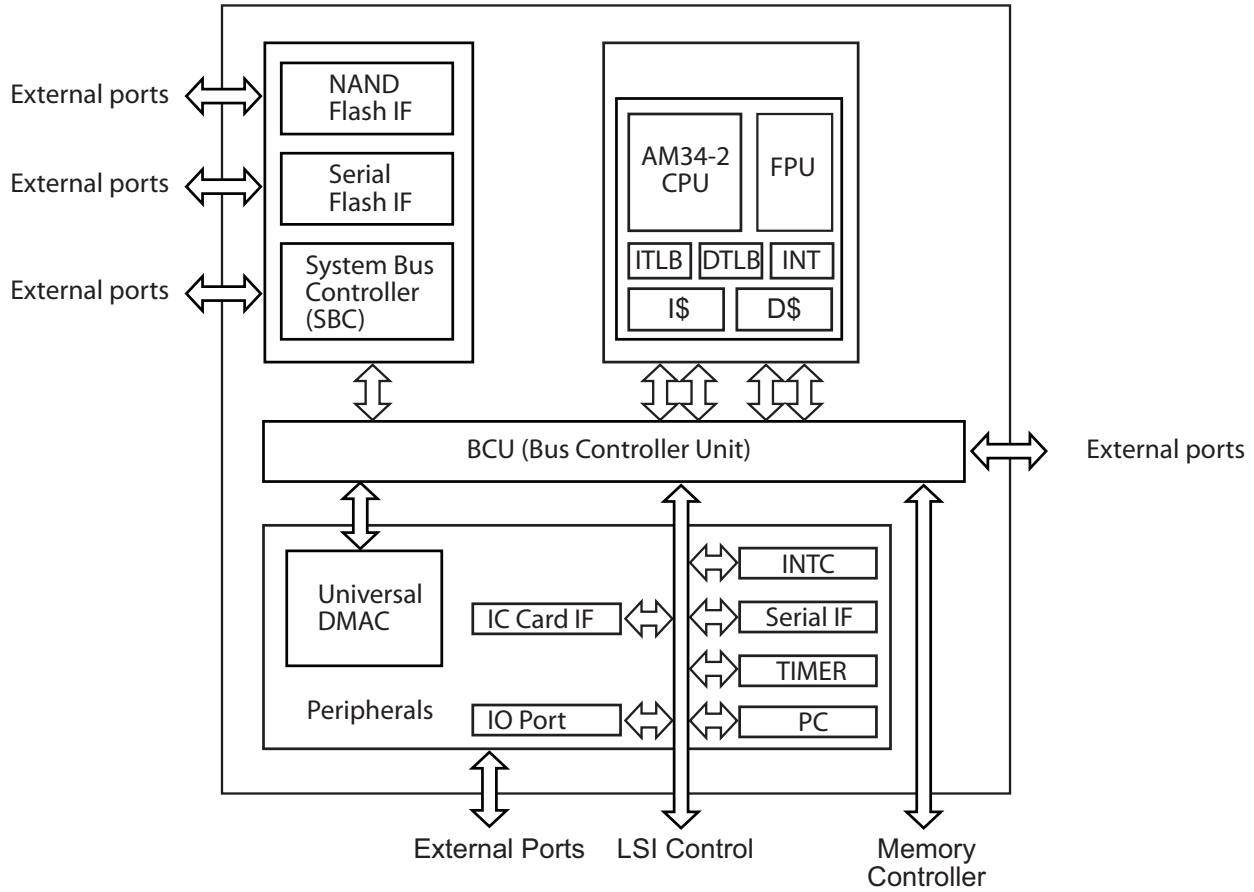 External ports
NAND
Flash IF
External ports
Serial
Flash IF
External ports
System Bus
Controller
(SBC)
AM34-2
CPU
FPU
ITLB
DTLB
INT
I$
D$
BCU (Bus Controller Unit)
External ports
Universal
DMAC
Peripherals
IC Card IF
IO Port
INTC
Serial IF
TIMER
PC
External Ports
LSI Control
Memory
Controller